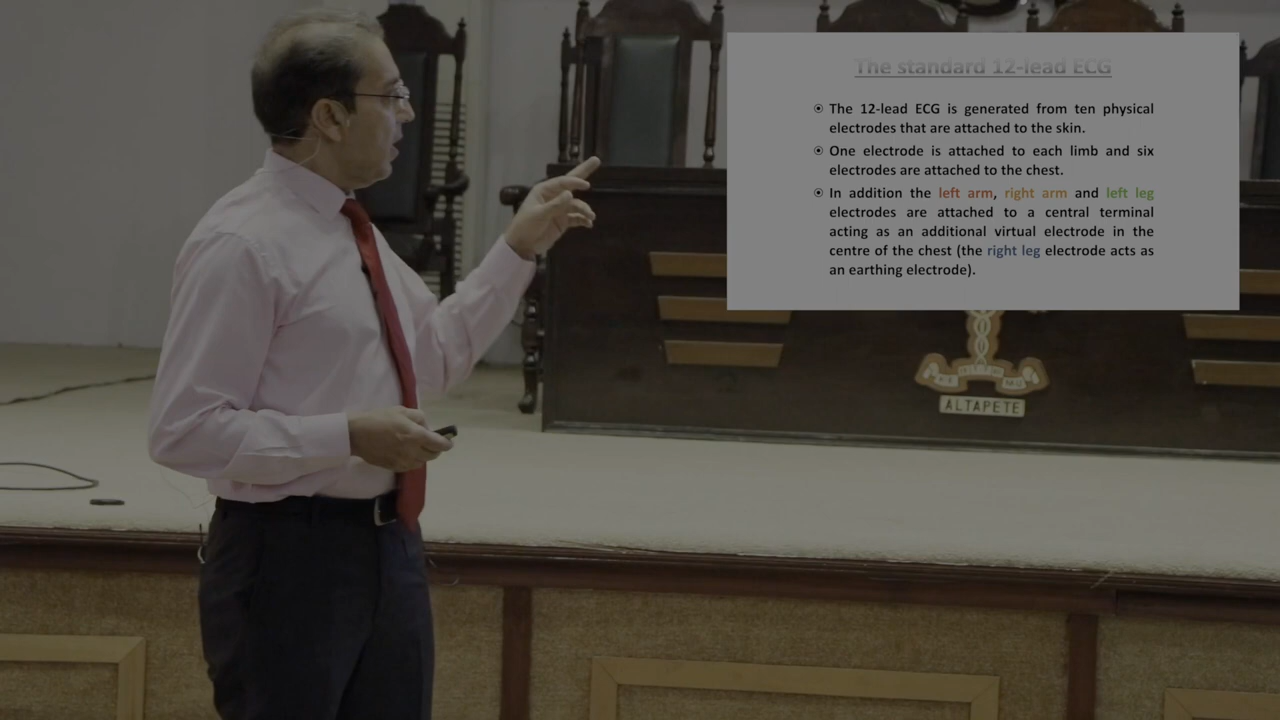 The standard 12-lead ECG
The 12-lead ECG is generated from ten physical
electrodes that are attached to the skin.
One electrode is attached to each limb and six
electrodes are attached to the chest.
In addition the left arm, right arm and left leg
electrodes are attached to a central terminal
acting as an additional virtual electrode in the
centre of the chest (the right leg electrode acts as
an earthing electrode).
ALTAPETE